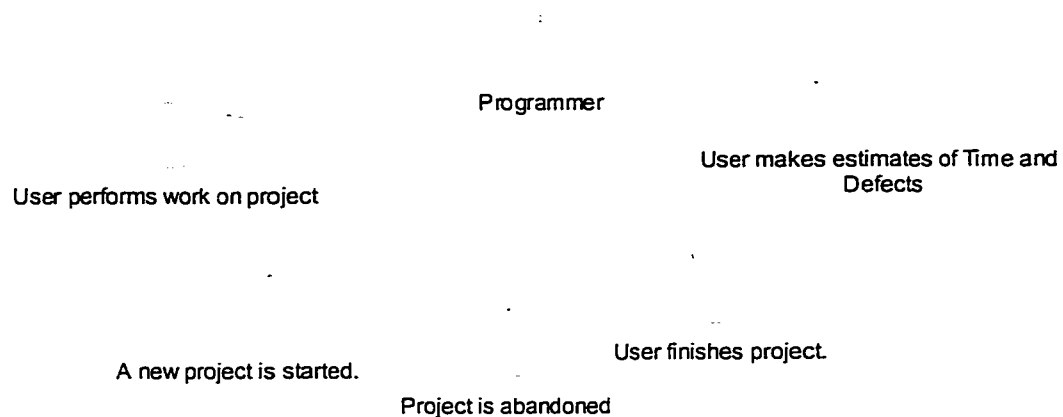 Programmer
User makes estimates of Time and
Defects
User performs work on project
User finishes project.
A new project is started.
Project is abandoned